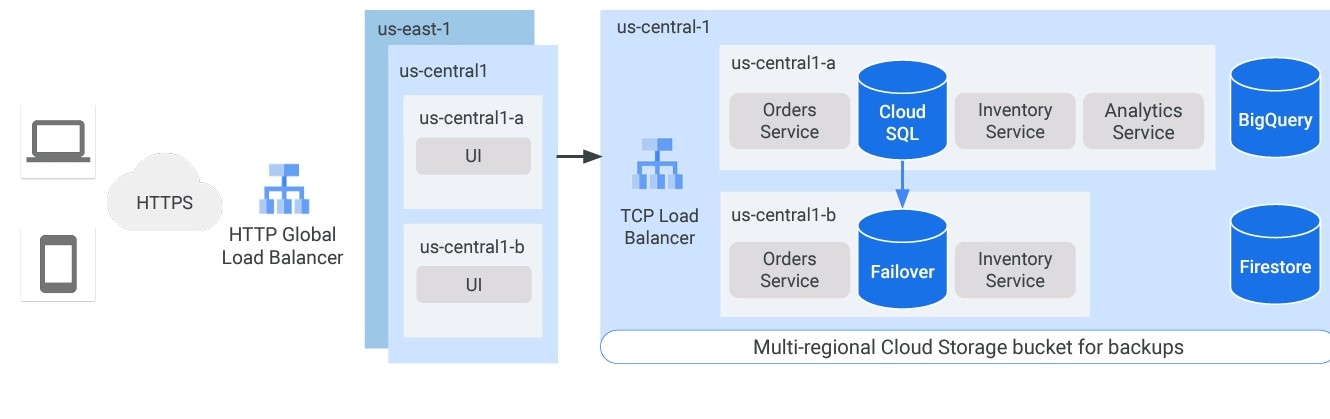 HTTPS
HTTP Global
Load Balancer
us-east-1
us-central1
us-central1-a
UI
us-central1-b
UI
us-central-1
TCP Load
Balancer
us-central1-a
Orders
Service
Cloud
SQL
Inventory
Service
Analytics
Service
us-central1-b
Orders
Service
Failover
Inventory
Service
BigQuery
Firestore
Multi-regional Cloud Storage bucket for backups